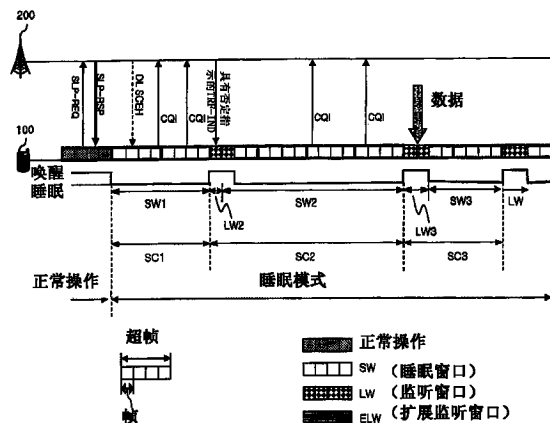 200
SLP-REQ
SLP-RSP
DL SCEH
CQI
CQI
具有否定指
示的TRF-IND
CQI
CQI
数据
100
唤醒
睡眠
SW1
SW2
SW3
LW
LW2
LW3
SC1
SC2
SC3
正常操作
睡眠模式
超帧
帧
正常操作
SW (睡眠窗口)
LW (监听窗口)
ELW (扩展监听窗口)